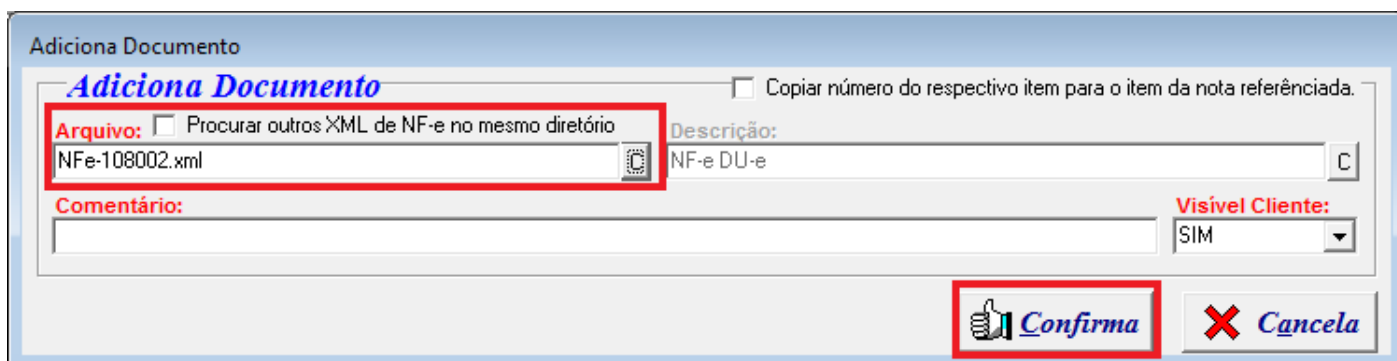 Adiciona Documento
Adiciona Documento
Copiar número do respectivo item para o item da nota referênciada.
Arquivo: Procurar outros XML de NF-e no mesmo diretório
Descrição:
NFe-108002.xml C NF-e DU-e C
Comentário: Visível Cliente:
SIM
Confirma Cancela